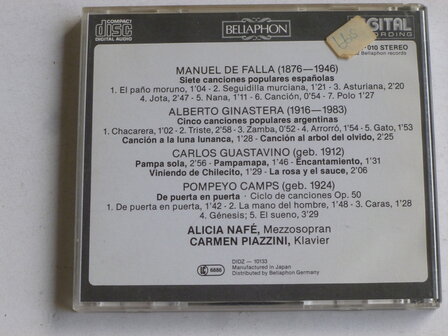 COMPACT
disc
DIGITAL AUDIO
BELLAPHON
DIGITAL
RECORDING
010 STEREO
Bellaphon records
MANUEL DE FALLA (1876—1946)
Siete canciones populares españolas
1. El paño moruno, 1'04 - 2. Seguidilla murciana, 1'21 - 3. Asturiana, 2'20
4. Jota, 2'47 - 5. Nana, 1'11 - 6. Canción, 0'54 - 7. Polo 1'27
ALBERTO GINASTERA (1916—1983)
Cinco canciones populares argentinas
1. Chacarera, 1'02 - 2. Triste, 2'58 - 3. Zamba, 0'52 - 4. Arrorró, 1'54 - 5. Gato, 1'53
Canción a la luna lunanca, 1'28 - Canción al arbol del olvido, 2'25
CARLOS GUASTAVINO (geb. 1912)
Pampa sola, 2'56 - Pampamapa, 1'46 - Encantamiento, 1'31
Viniendo de Chilecito, 1'29 - La rosa y el sauce, 2'06
POMPEYO CAMPS (geb. 1924)
De puerta en puerta · Ciclo de canciones Op. 50
1. De puerta en puerta, 1'42 - 2. La mano del hombre, 1'48 - 3. Caras, 1'28
4. Génesis; 5. El sueno, 3'29
ALICIA NAFÉ, Mezzosopran
CARMEN PIAZZINI, Klavier
DIDZ - 10133
Manufactured in Japan
Distributed by Bellaphon Germany
LC
6886